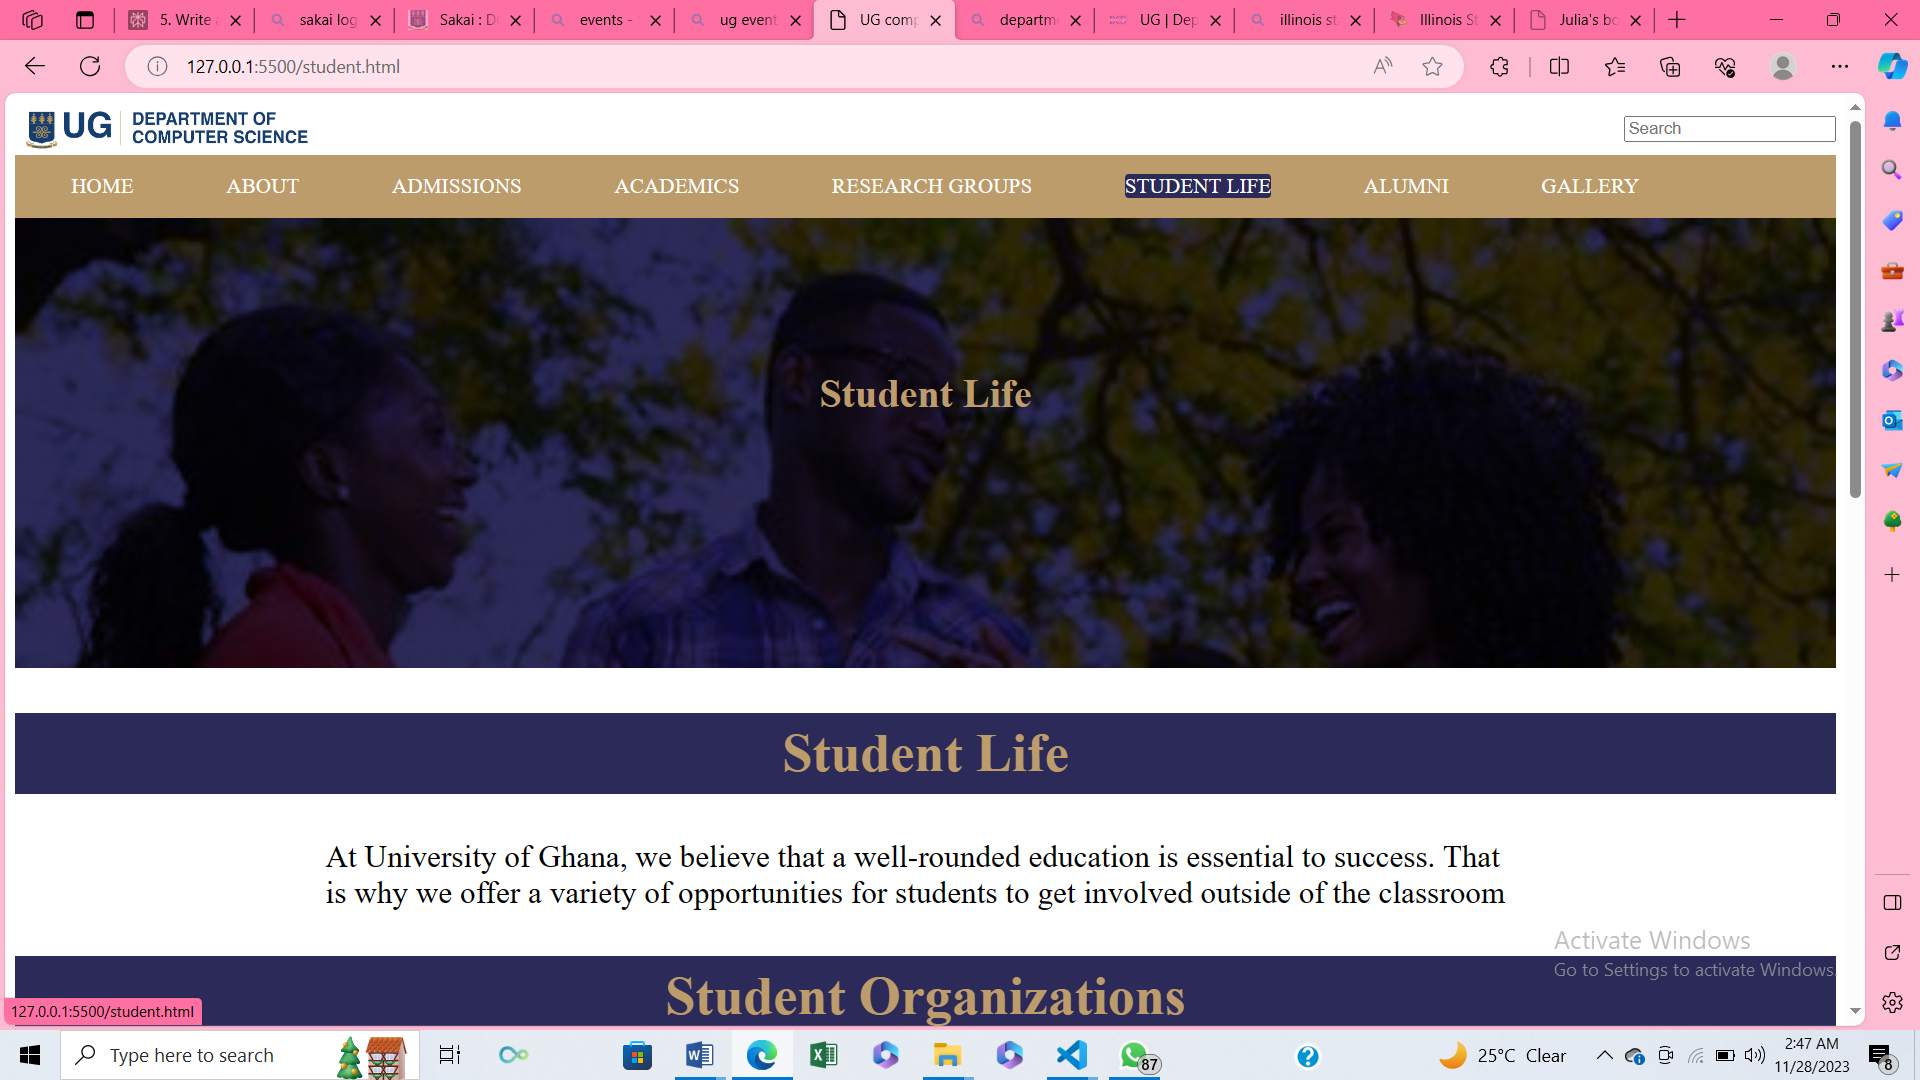 5. Write a
sakai log
Sakai : D
events -
ug event
UG comp
departm
UG | Dep
illinois st
Illinois St
Julia's bo
127.0.0.1:5500/student.html
UG DEPARTMENT OF
COMPUTER SCIENCE
Search
HOME ABOUT ADMISSIONS ACADEMICS RESEARCH GROUPS STUDENT LIFE ALUMNI GALLERY
Student Life
Student Life
At University of Ghana, we believe that a well-rounded education is essential to success. That
is why we offer a variety of opportunities for students to get involved outside of the classroom
Activate Windows
Go to Settings to activate Windows.
Student Organizations
127.0.0.1:5500/student.html
Type here to search
87
25°C Clear
2:47 AM
11/28/2023
8